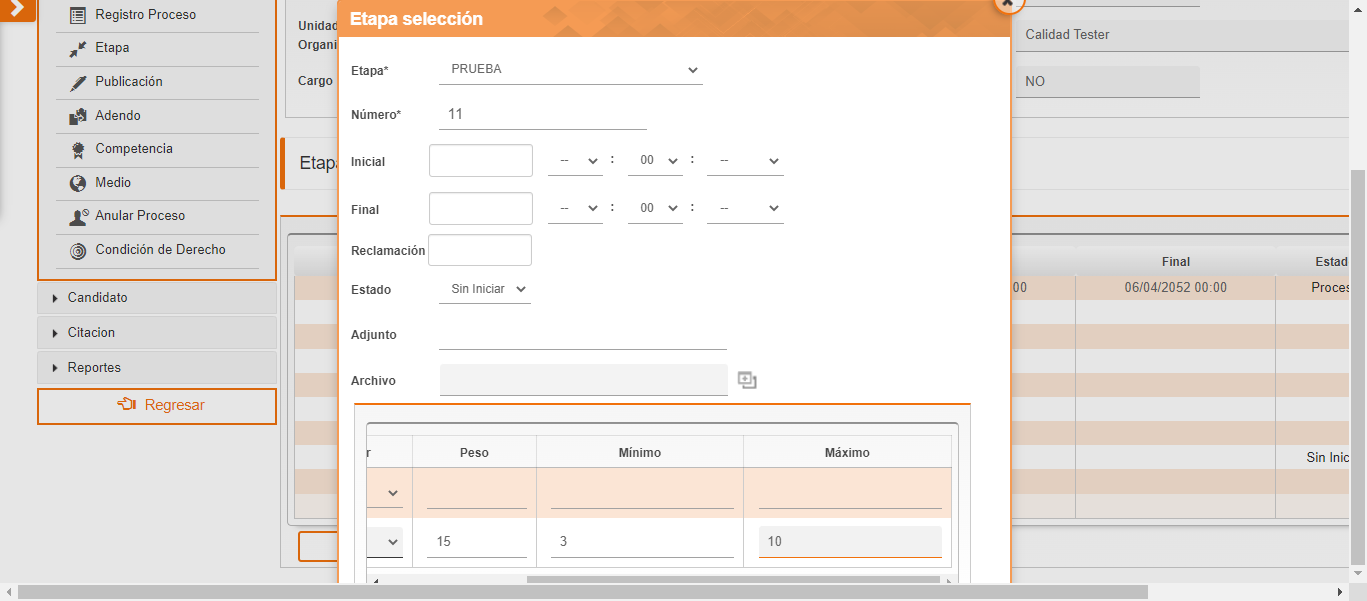 Registro Proceso
Etapa
Publicación
Adendo
Competencia
Medio
Anular Proceso
Condición de Derecho
Candidato
Citacion
Reportes
Regresar
Unidad
Organi
Cargo
Etapa
Calidad Tester
NO
Etapa selección
Etapa* PRUEBA
Número* 11
Inicial -- : 00 : --
Final -- : 00 : --
Reclamación
Estado Sin Iniciar
Adjunto
Archivo
r Peso Mínimo Máximo
15 3 10
Final Estad
00 06/04/2052 00:00 Proces
Sin Inic